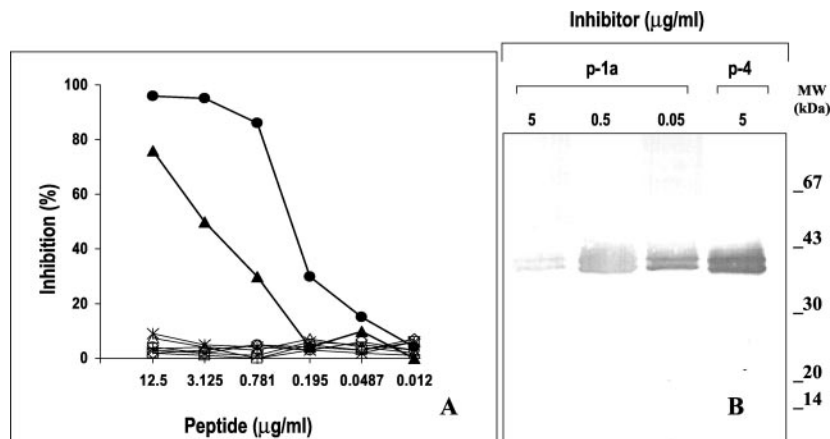 100
80
60
40
20
0
Inhibition (%)
12.5 3.125 0.781 0.195 0.0487 0.012
Peptide (μg/ml)
A
Inhibitor (μg/ml)
p-1a p-4
5 0.5 0.05 5
MW
(kDa)
67
43
30
20
14
B